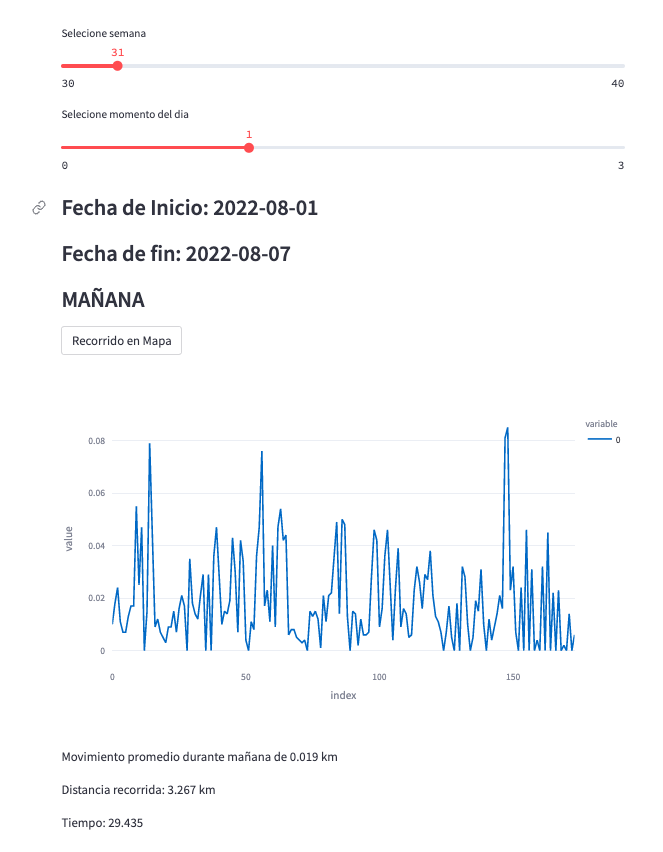 Selecione semana
31
30 40
Selecione momento del dia
1
0 3
Fecha de Inicio: 2022-08-01
Fecha de fin: 2022-08-07
MAÑANA
Recorrido en Mapa
variable
0
value
0.08
0.06
0.04
0.02
0
0 50 100 150
index
Movimiento promedio durante mañana de 0.019 km
Distancia recorrida: 3.267 km
Tiempo: 29.435